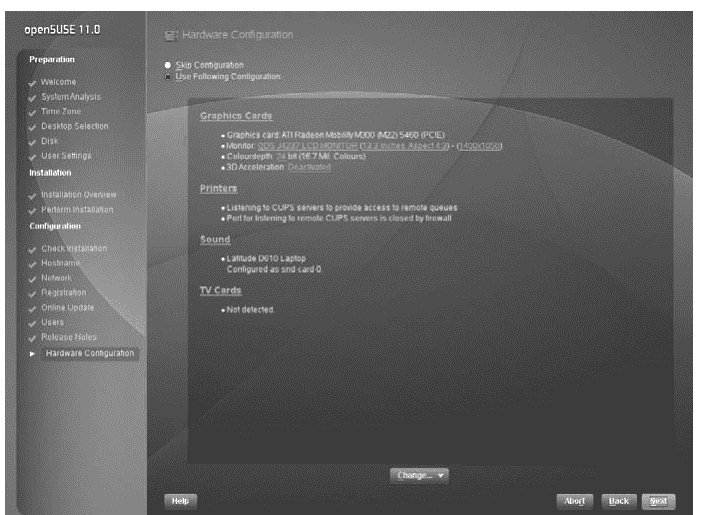 openSUSE 11.0
Preparation
Welcome
System Analysis
Time Zone
Desktop Selection
Disk
User Settings
Installation
Installation Overview
Perform Installation
Configuration
Check Installation
Hostname
Network
Registration
Online Update
Users
Release Notes
Hardware Configuration
Hardware Configuration
Skip Configuration
Use Following Configuration
Graphics Cards
Graphics card: ATI Radeon Mobility M300 (M22) 5460 (PCIE)
Monitor: QDS 34237 LCD MONITOR (13.3 inches, Aspect 4:3) - (1400x1050)
Colourdepth: 24 bit (16.7 Mil. Colours)
3D Acceleration: Deactivated
Printers
Listening to CUPS servers to provide access to remote queues
Port for listening to remote CUPS servers is closed by firewall
Sound
Latitude D610 Laptop
Configured as snd-card 0.
TV Cards
Not detected.
Change...
Help
Abort Back Next